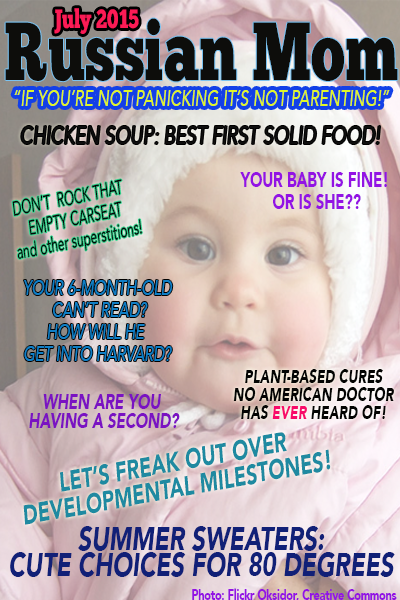 July 2015
Russian Mom
"IF YOU'RE NOT PANICKING IT'S NOT PARENTING!"
CHICKEN SOUP: BEST FIRST SOLID FOOD!
YOUR BABY IS FINE!
OR IS SHE??
DON'T ROCK THAT
EMPTY CARSEAT
and other superstitions!
YOUR 6-MONTH-OLD
CAN'T READ?
HOW WILL HE
GET INTO HARVARD?
PLANT-BASED CURES
NO AMERICAN DOCTOR
HAS EVER HEARD OF!
WHEN ARE YOU
HAVING A SECOND?
LET'S FREAK OUT OVER
DEVELOPMENTAL MILESTONES!
SUMMER SWEATERS:
CUTE CHOICES FOR 80 DEGREES
Photo: Flickr Oksidor, Creative Commons